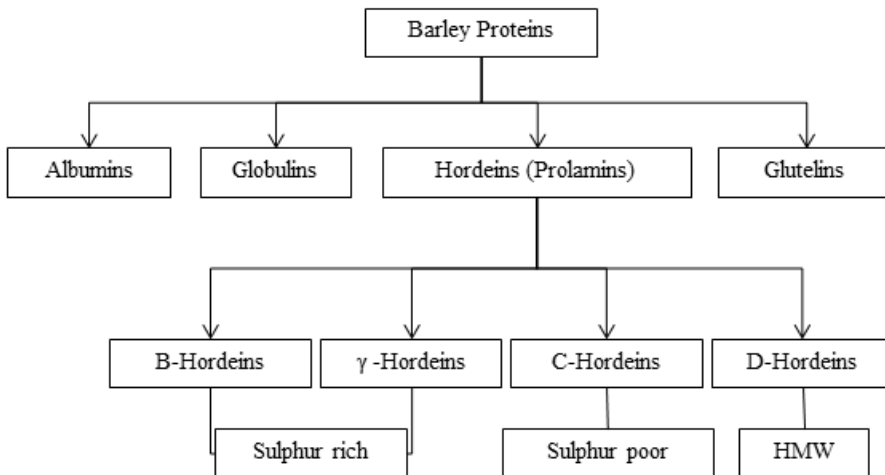 Barley Proteins
Albumins
Globulins
Hordeins (Prolamins)
Glutelins
B-Hordeins
γ -Hordeins
C-Hordeins
D-Hordeins
Sulphur rich
Sulphur poor
HMW